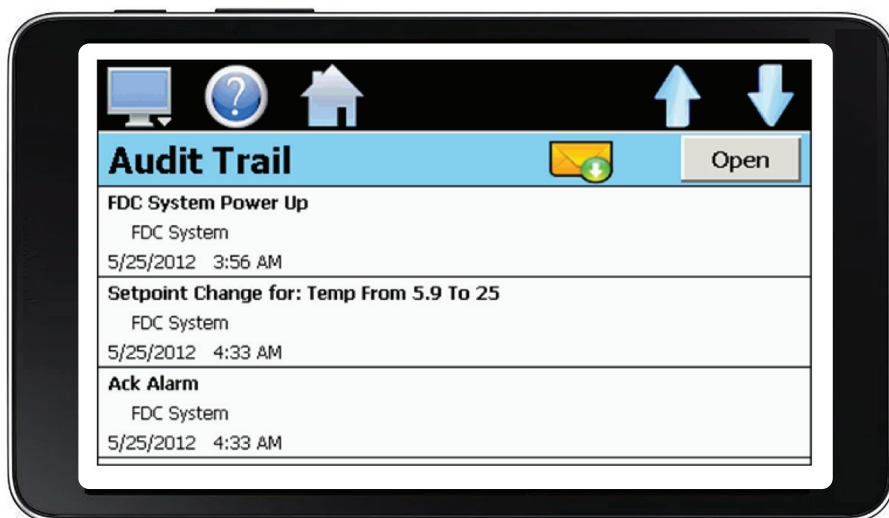 ?
Audit Trail
Open
FDC System Power Up
FDC System
5/25/2012 3:56 AM
Setpoint Change for: Temp From 5.9 To 25
FDC System
5/25/2012 4:33 AM
Ack Alarm
FDC System
5/25/2012 4:33 AM